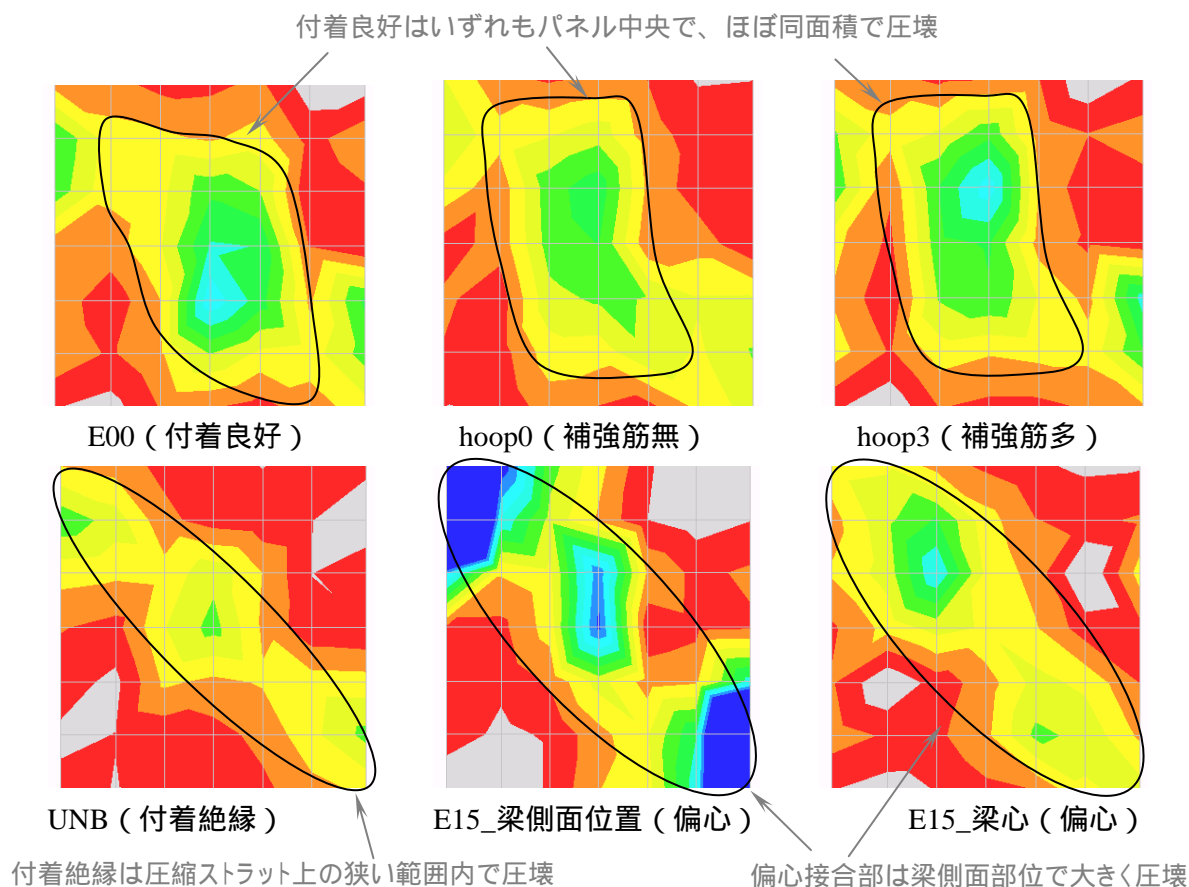 付着良好はいずれもパネル中央で、ほぼ同面積で圧壊
E00（付着良好）
hoop0（補強筋無）
hoop3（補強筋多）
UNB（付着絶縁）
E15_梁側面位置（偏心）
E15_梁心（偏心）
付着絶縁は圧縮ストラット上の狭い範囲内で圧壊
偏心接合部は梁側面部位で大きく圧壊